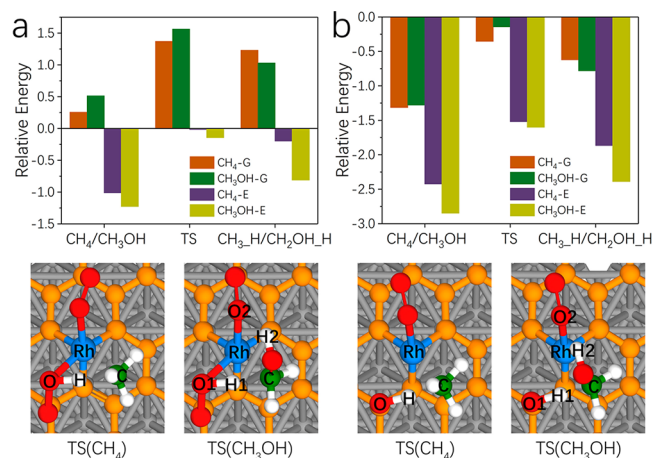 a
Relative Energy
1.5
1.0
0.5
0.0
-0.5
-1.0
-1.5
CH₄-G
CH₃OH-G
CH₄-E
CH₃OH-E
CH₄/CH₃OH
TS
CH₃_H/CH₂OH_H
b
Relative Energy
0.0
-0.5
-1.0
-1.5
-2.0
-2.5
-3.0
CH₄-G
CH₃OH-G
CH₄-E
CH₃OH-E
CH₄/CH₃OH
TS
CH₃_H/CH₂OH_H
Rh
O
H
C
TS(CH₄)
O2
H2
Rh
O1
H1
C
TS(CH₃OH)
Rh
C
O
H
TS(CH₄)
O2
Rh
H2
C
O1
H1
TS(CH₃OH)